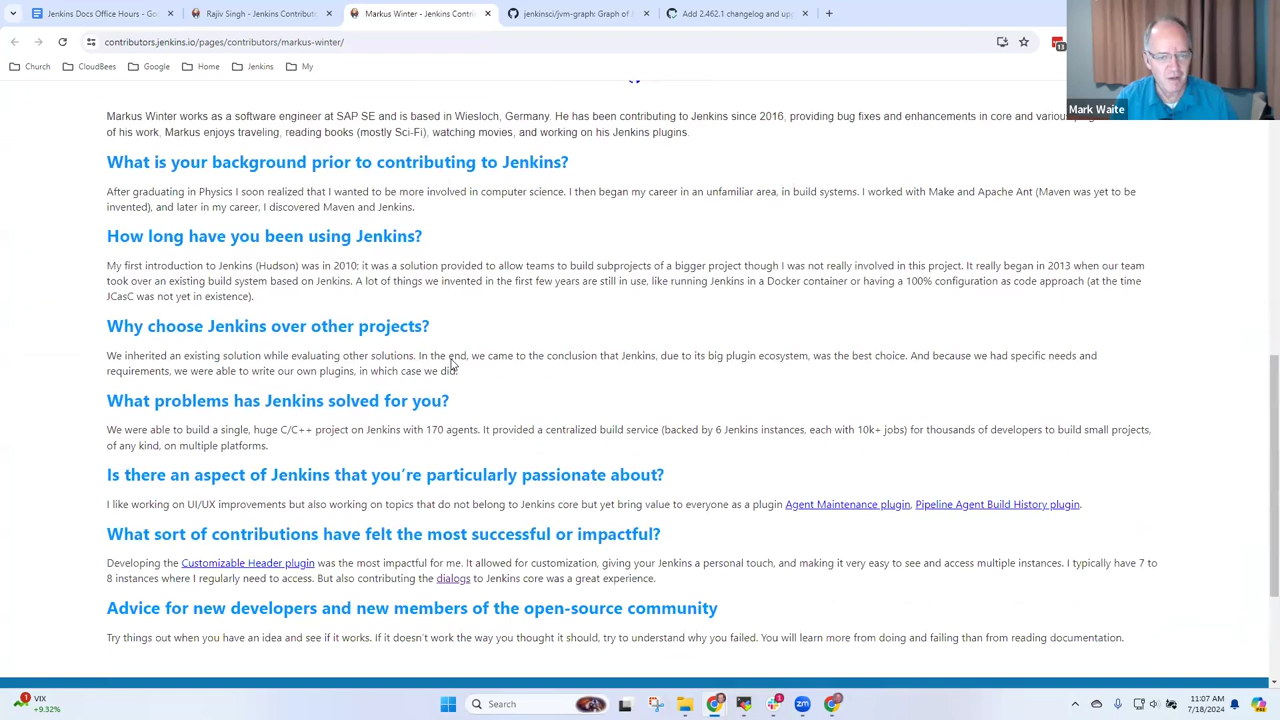 Jenkins Docs Office Hours - Goo
Rajiv Singh - Jenkins Contribut
Markus Winter - Jenkins Contri
jenkinsci/jvm-graph: Graph of J
Add 2.462.1 changelog and upg
contributors.jenkins.io/pages/contributors/markus-winter/
13
Church
CloudBees
Google
Home
Jenkins
My
Mark Waite
Markus Winter works as a software engineer at SAP SE and is based in Wiesloch, Germany. He has been contributing to Jenkins since 2016, providing bug fixes and enhancements in core and various
of his work, Markus enjoys traveling, reading books (mostly Sci-Fi), watching movies, and working on his Jenkins plugins.
What is your background prior to contributing to Jenkins?
After graduating in Physics I soon realized that I wanted to be more involved in computer science. I then began my career in an unfamiliar area, in build systems. I worked with Make and Apache Ant (Maven was yet to be
invented), and later in my career, I discovered Maven and Jenkins.
How long have you been using Jenkins?
My first introduction to Jenkins (Hudson) was in 2010; it was a solution provided to allow teams to build subprojects of a bigger project though I was not really involved in this project. It really began in 2013 when our team
took over an existing build system based on Jenkins. A lot of things we invented in the first few years are still in use, like running Jenkins in a Docker container or having a 100% configuration as code approach (at the time
JCasC was not yet in existence).
Why choose Jenkins over other projects?
We inherited an existing solution while evaluating other solutions. In the end, we came to the conclusion that Jenkins, due to its big plugin ecosystem, was the best choice. And because we had specific needs and
requirements, we were able to write our own plugins, in which case we did.
What problems has Jenkins solved for you?
We were able to build a single, huge C/C++ project on Jenkins with 170 agents. It provided a centralized build service (backed by 6 Jenkins instances, each with 10k+ jobs) for thousands of developers to build small projects,
of any kind, on multiple platforms.
Is there an aspect of Jenkins that you’re particularly passionate about?
I like working on UI/UX improvements but also working on topics that do not belong to Jenkins core but yet bring value to everyone as a plugin Agent Maintenance plugin, Pipeline Agent Build History plugin.
What sort of contributions have felt the most successful or impactful?
Developing the Customizable Header plugin was the most impactful for me. It allowed for customization, giving your Jenkins a personal touch, and making it very easy to see and access multiple instances. I typically have 7 to
8 instances where I regularly need to access. But also contributing the dialogs to Jenkins core was a great experience.
Advice for new developers and new members of the open-source community
Try things out when you have an idea and see if it works. If it doesn’t work the way you thought it should, try to understand why you failed. You will learn more from doing and failing than from reading documentation.
1
VIX
+9.32%
Search
1
zm
11:07 AM
7/18/2024